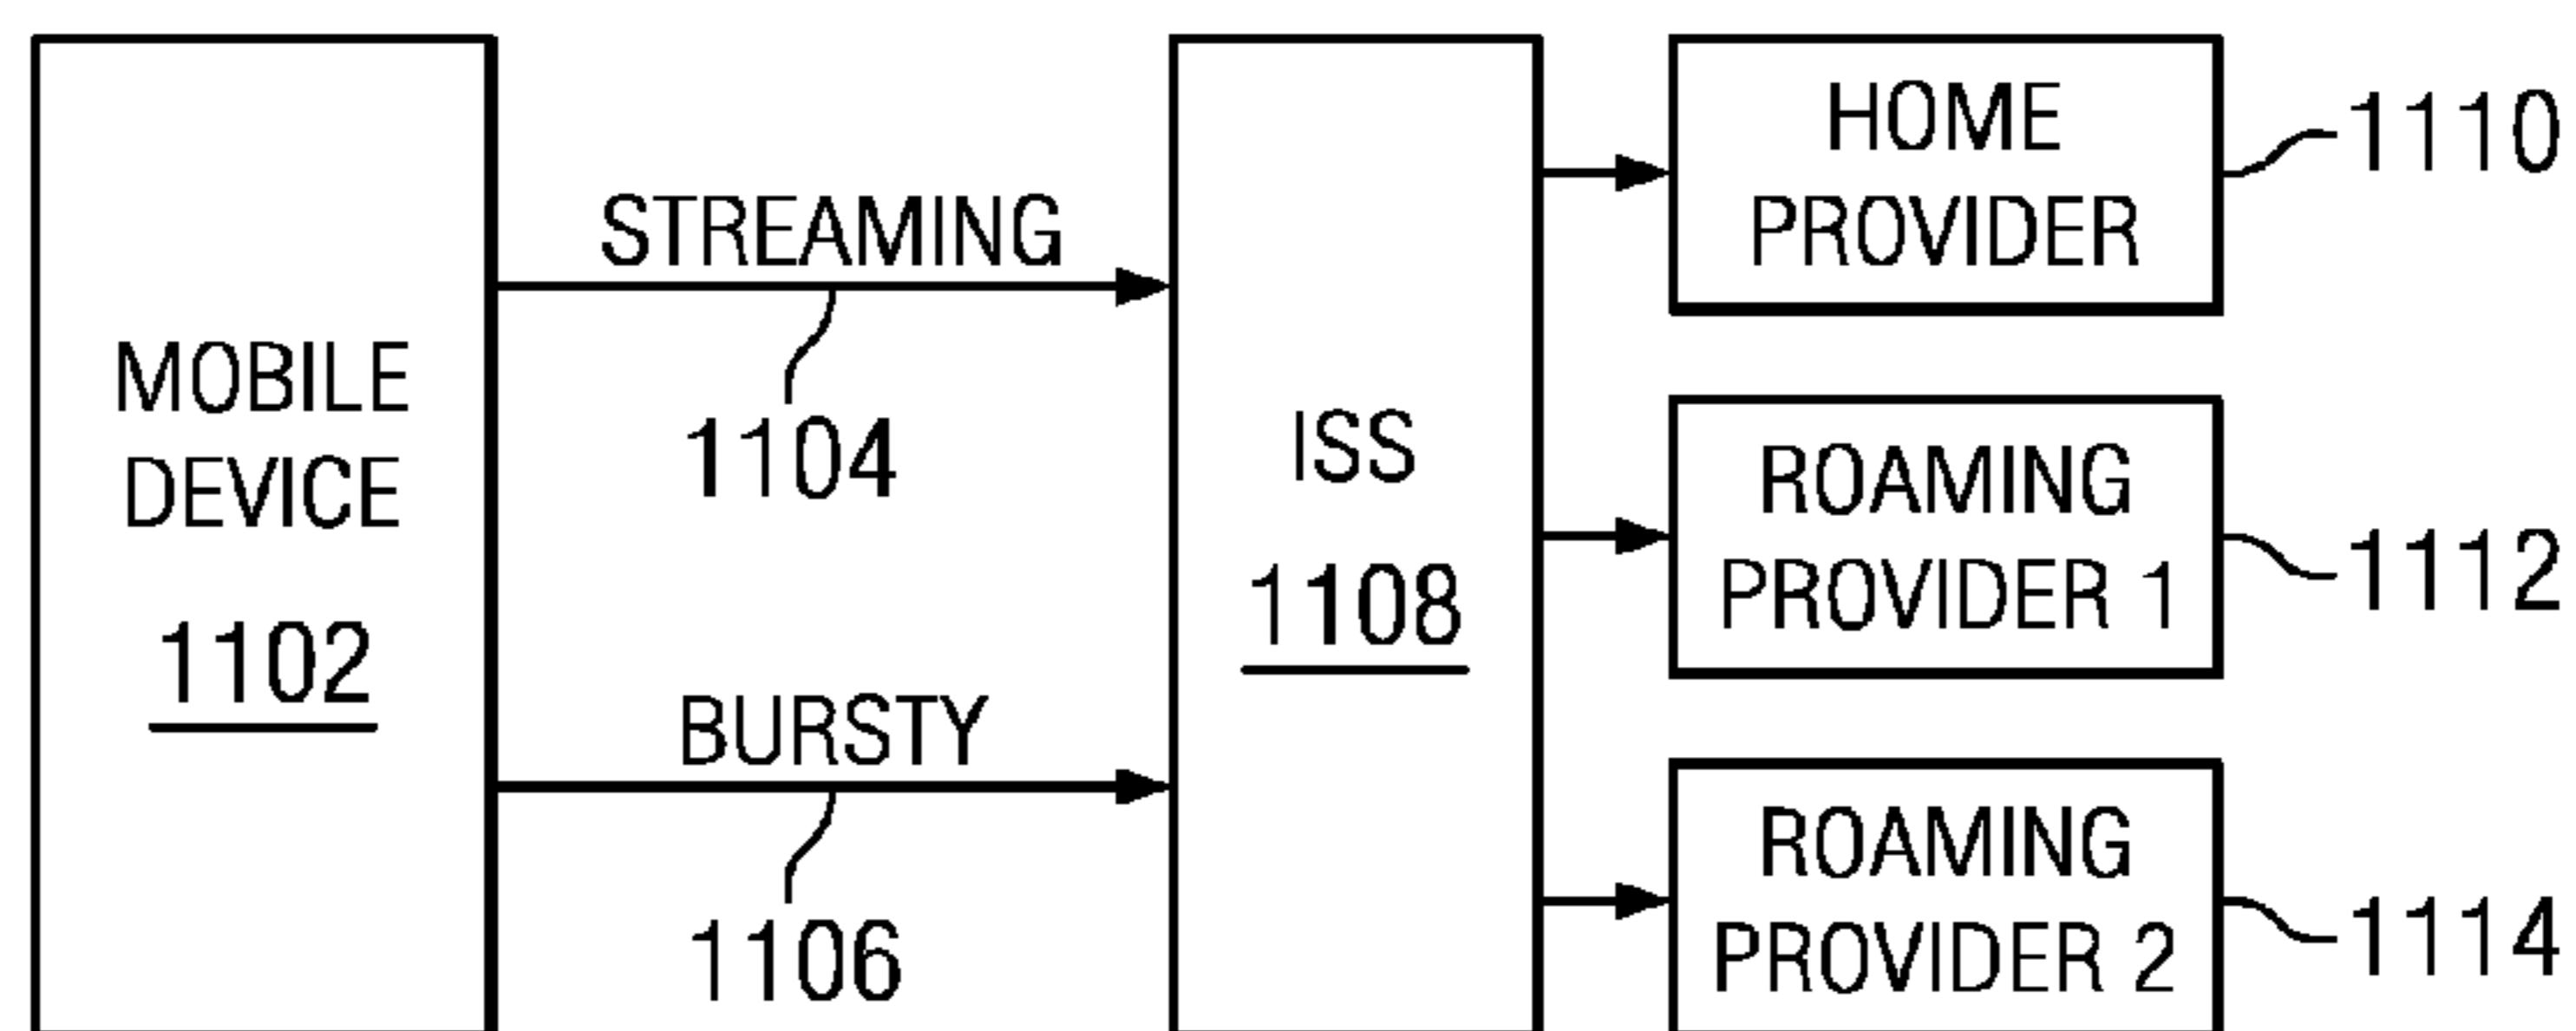 MOBILE
DEVICE
1102
STREAMING
1104
BURSTY
1106
ISS
1108
HOME
PROVIDER
1110
ROAMING
PROVIDER 1
1112
ROAMING
PROVIDER 2
1114